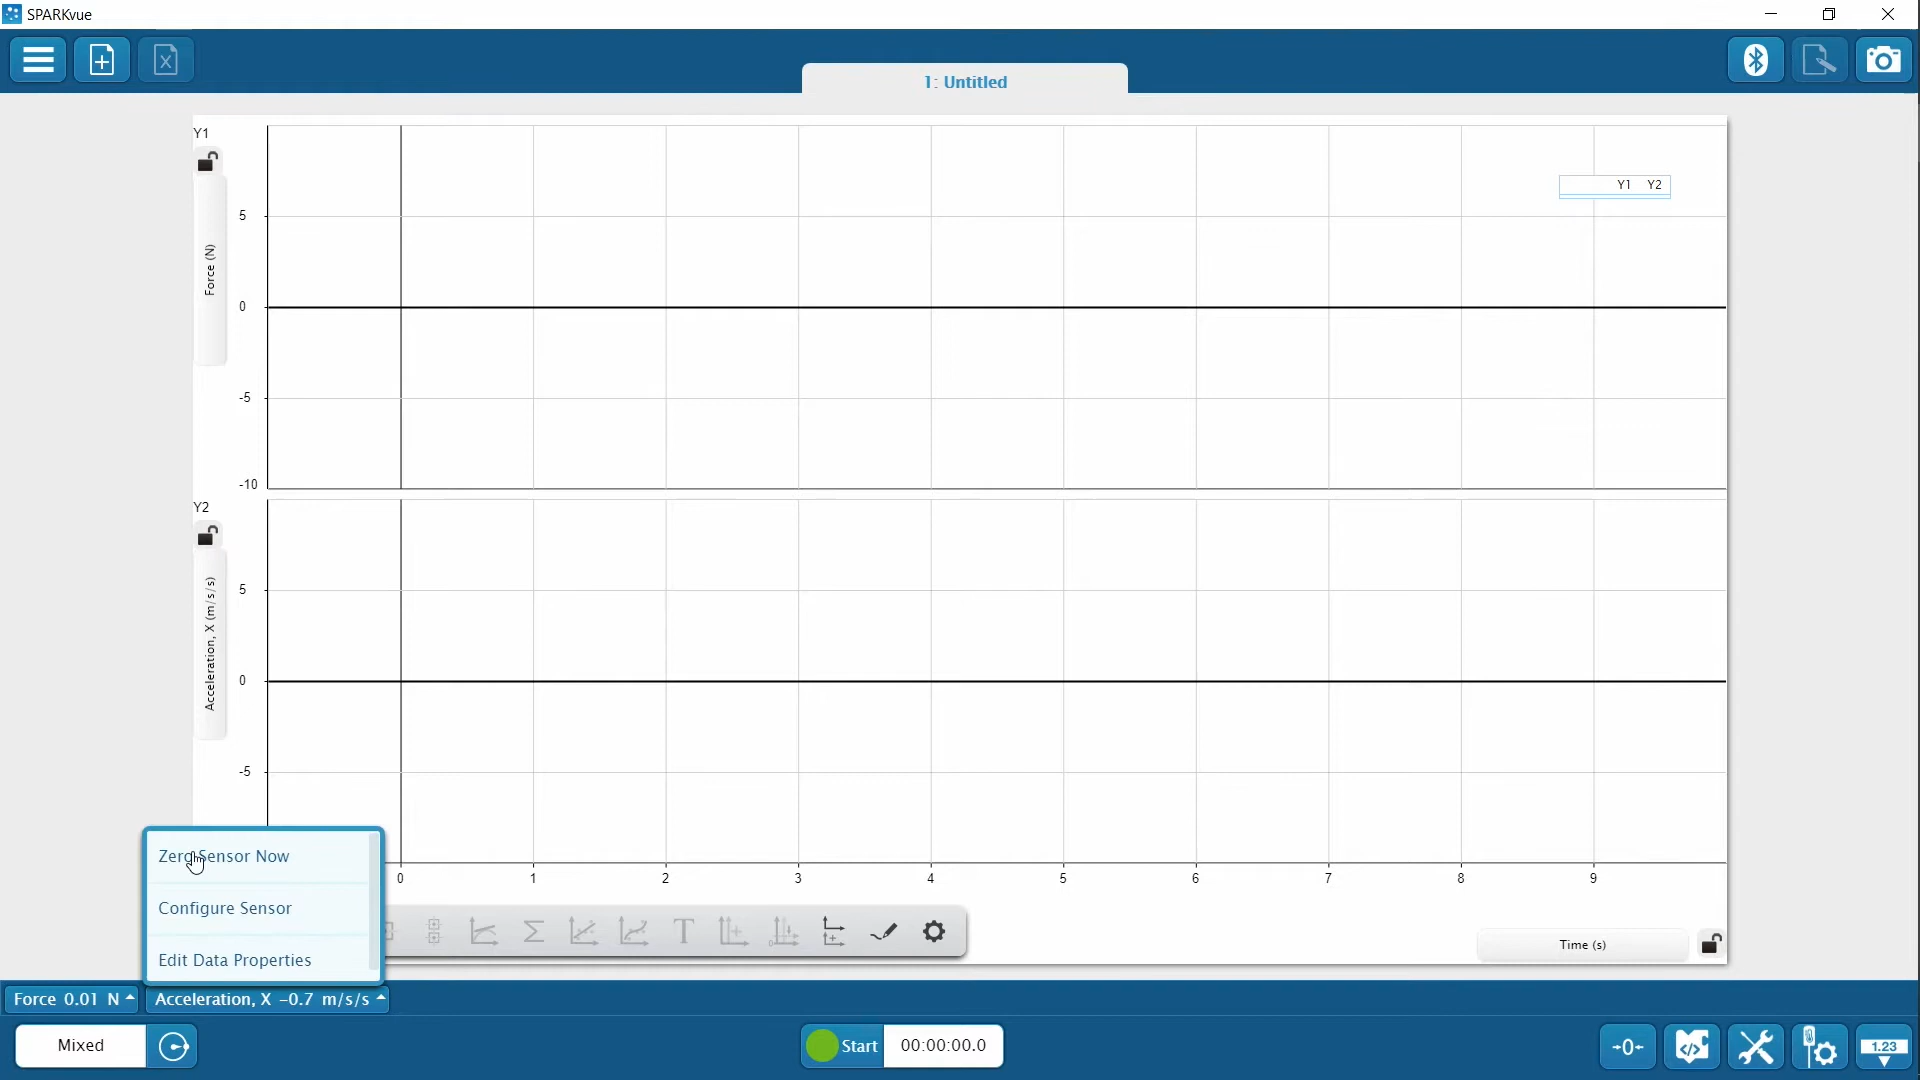 SPARKvue
1: Untitled
Y1
Y1 Y2
5
Force (N)
0
-5
-10
Y2
5
Acceleration, X (m/s/s)
0
-5
Zero Sensor Now
Configure Sensor
Edit Data Properties
0 1 2 3 4 5 6 7 8 9
T
Time (s)
Force 0.01 N
Acceleration, X -0.7 m/s/s
Mixed
Start
00:00:00.0
→0←
1.23